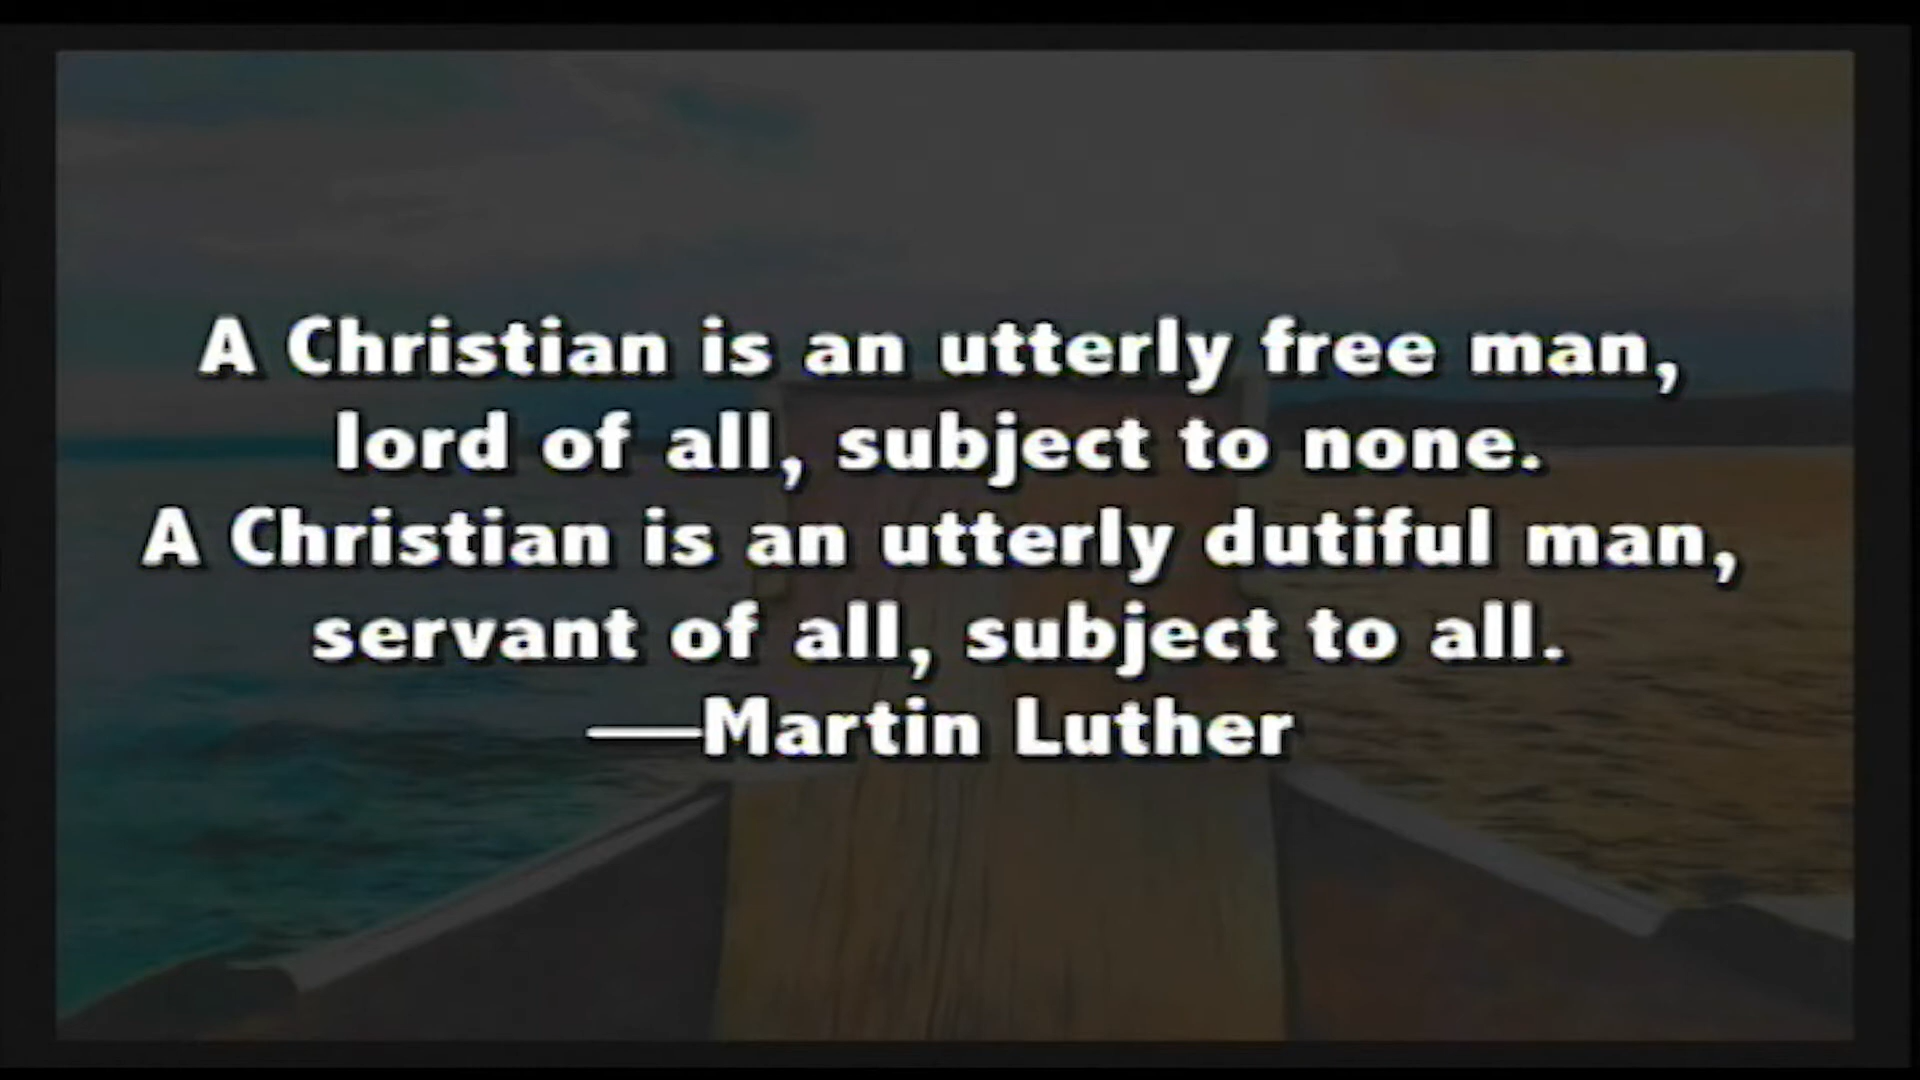 A Christian is an utterly free man,
lord of all, subject to none.
A Christian is an utterly dutiful man,
servant of all, subject to all.
—Martin Luther